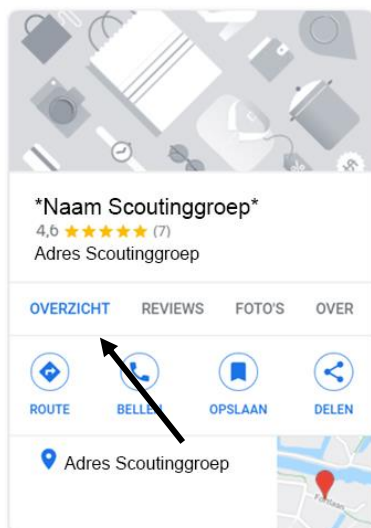 *Naam Scoutinggroep*
4,6 (7)
Adres Scoutinggroep
OVERZICHT REVIEWS FOTO'S OVER
ROUTE BELLEN OPSLAAN DELEN
Adres Scoutinggroep